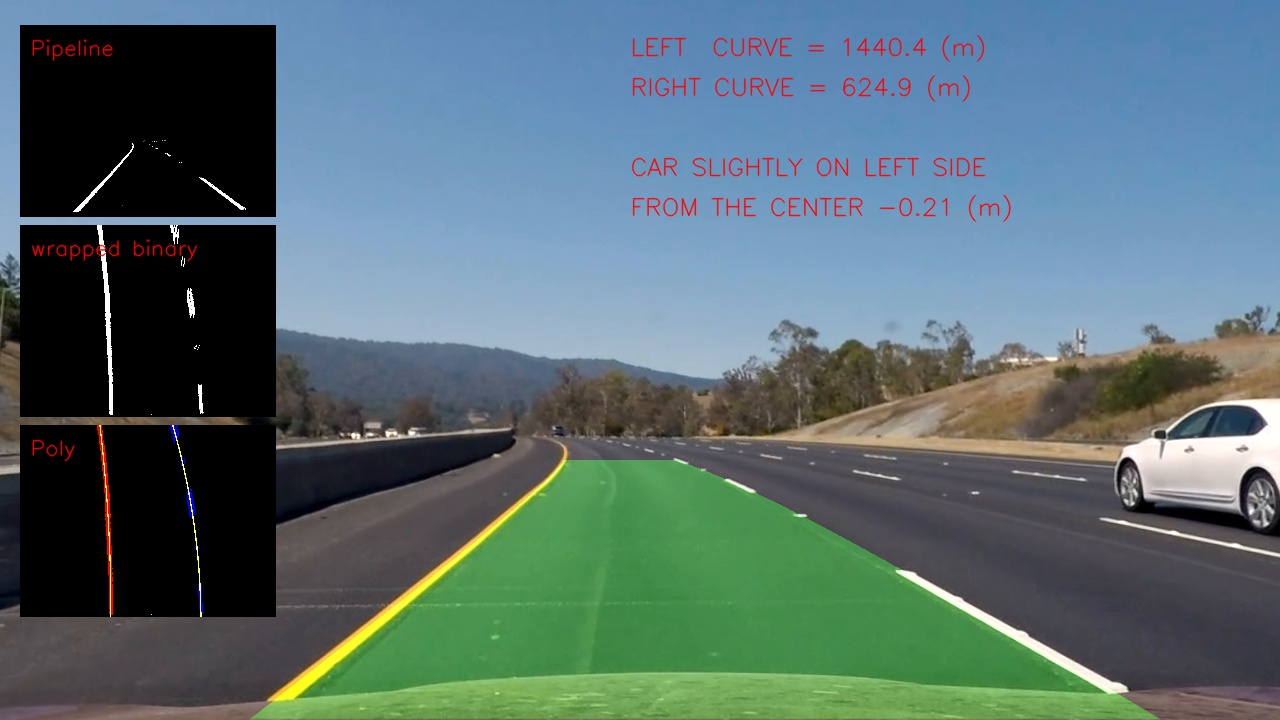 Pipeline
LEFT CURVE = 1440.4 (m)
RIGHT CURVE = 624.9 (m)
CAR SLIGHTLY ON LEFT SIDE
FROM THE CENTER -0.21 (m)
wrapped binary
Poly